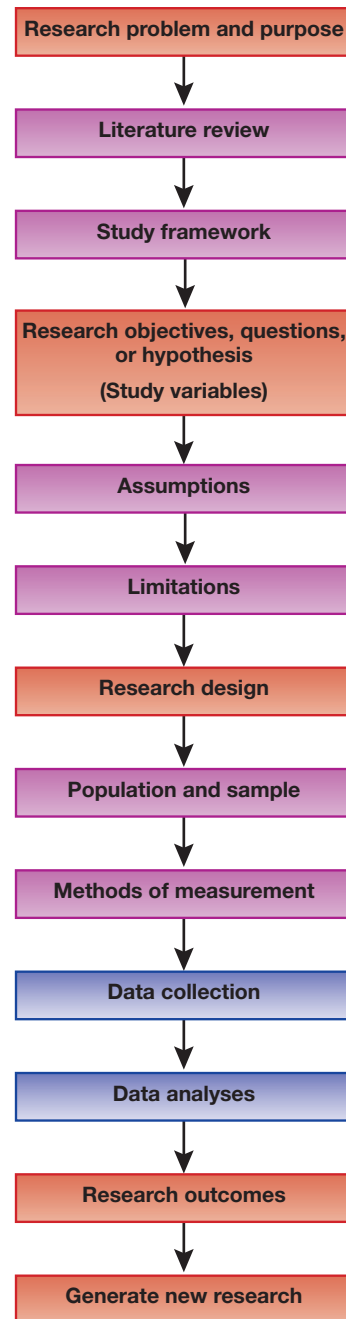 Research problem and purpose
Literature review
Study framework
Research objectives, questions,
or hypothesis
(Study variables)
Assumptions
Limitations
Research design
Population and sample
Methods of measurement
Data collection
Data analyses
Research outcomes
Generate new research